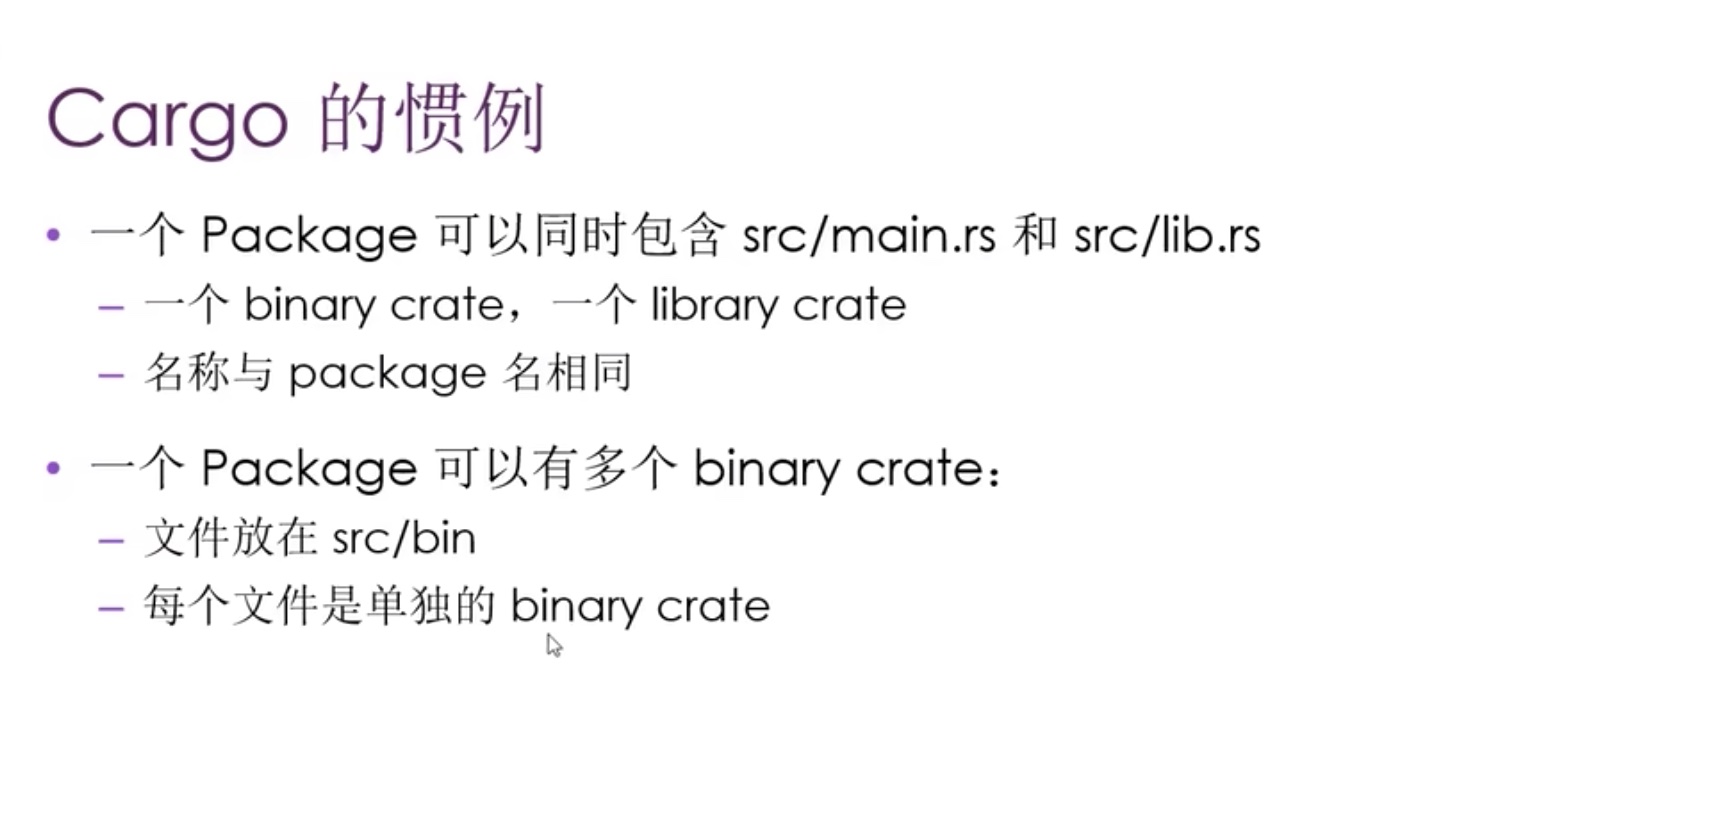 Cargo 的惯例
• 一个 Package 可以同时包含 src/main.rs 和 src/lib.rs
– 一个 binary crate，一个 library crate
– 名称与 package 名相同
• 一个 Package 可以有多个 binary crate：
– 文件放在 src/bin
– 每个文件是单独的 binary crate